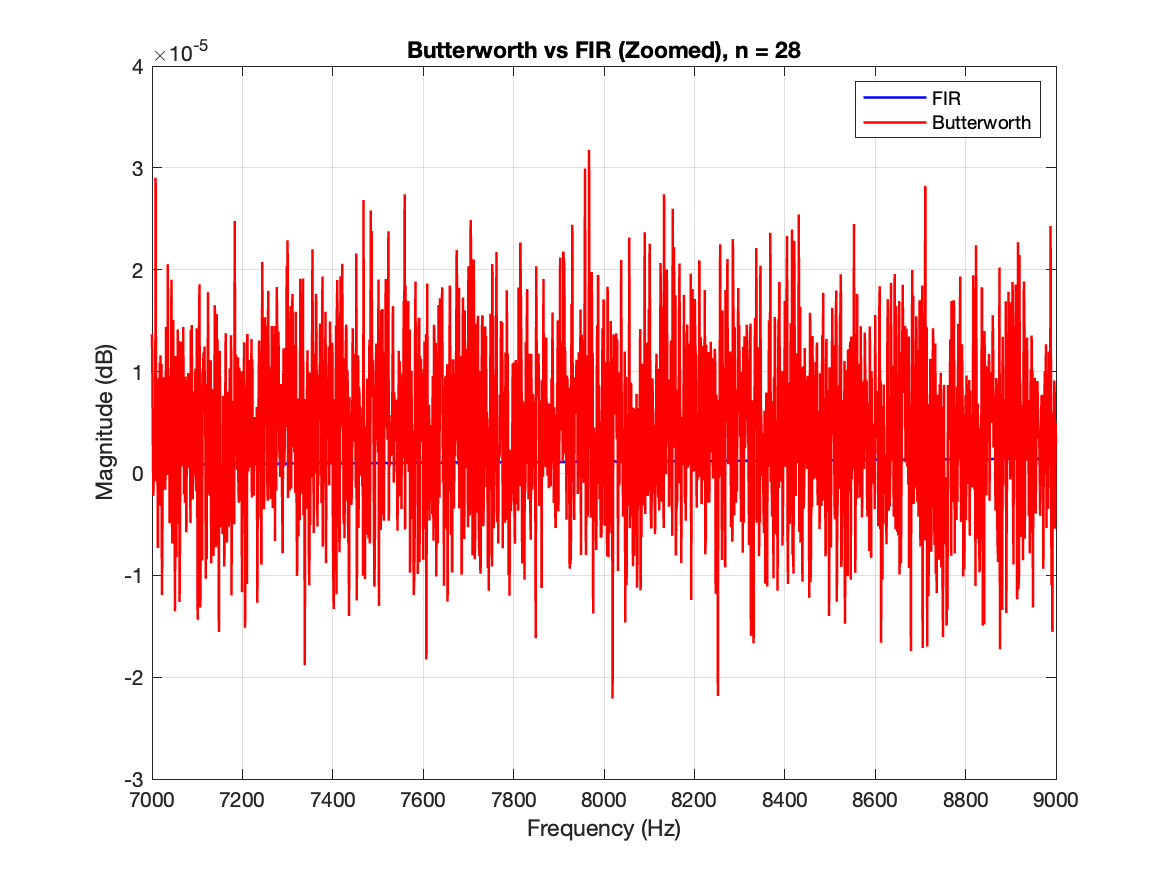 Butterworth vs FIR (Zoomed), n = 28
×10^-5
4
3
2
1
0
-1
-2
-3
Magnitude (dB)
FIR
Butterworth
7000 7200 7400 7600 7800 8000 8200 8400 8600 8800 9000
Frequency (Hz)